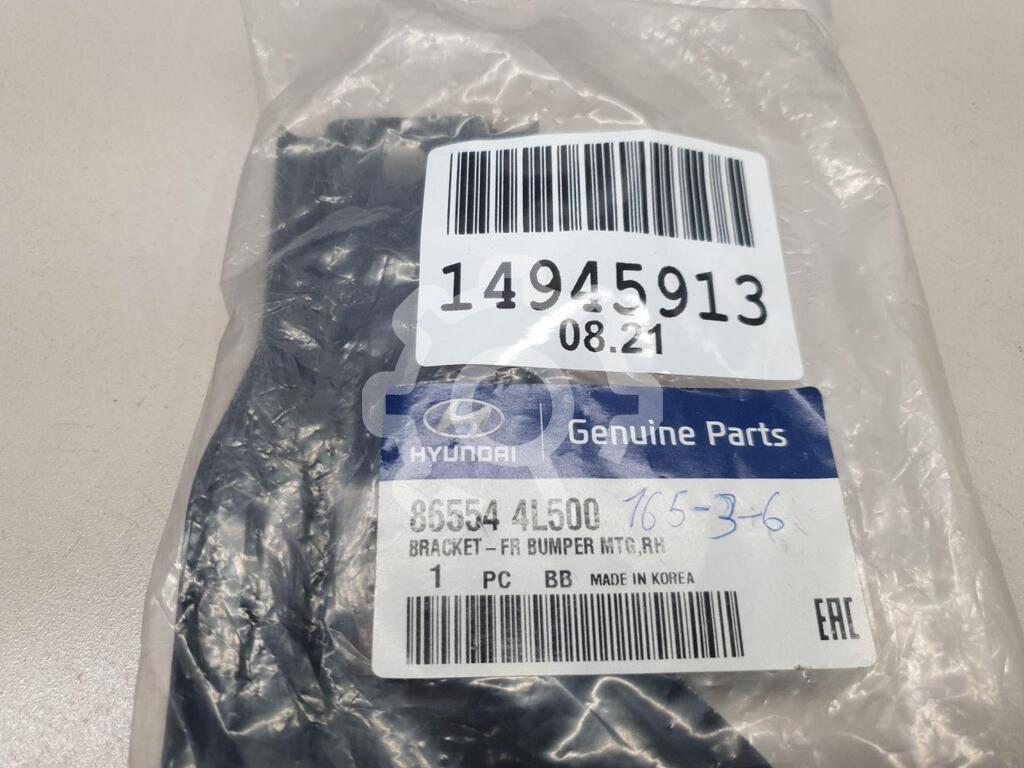 14945913
08.21
HYUNDAI
Genuine Parts
86554 4L500 165-3-6
BRACKET-FR BUMPER MTG,RH
1 PC BB MADE IN KOREA
EAC